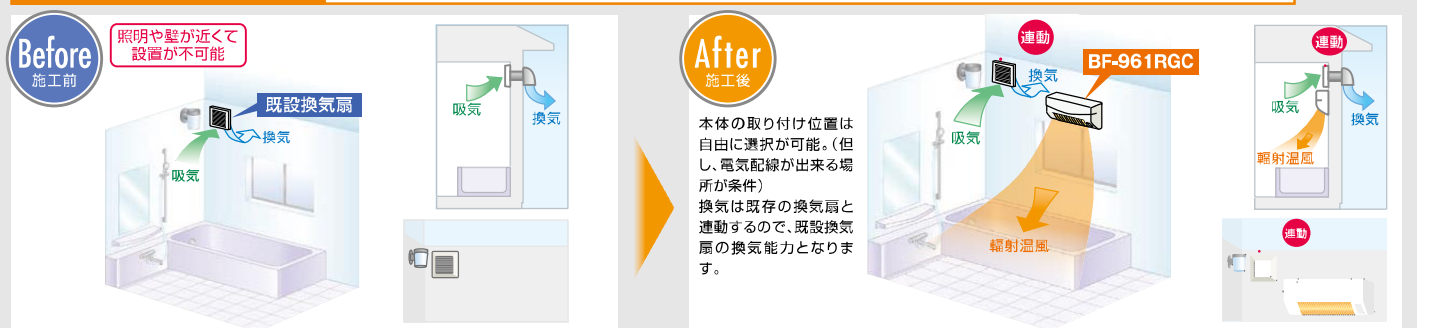 Before
施工前
照明や壁が近くて
設置が不可能
既設換気扇
換気
吸気
吸気
換気
After
施工後
本体の取り付け位置は
自由に選択が可能。(但
し、電気配線が出来る場
所が条件)
換気は既存の換気扇と
連動するので、既設換気
扇の換気能力となりま
す。
連動
換気
BF-961RGC
吸気
輻射温風
連動
吸気
換気
輻射温風
連動